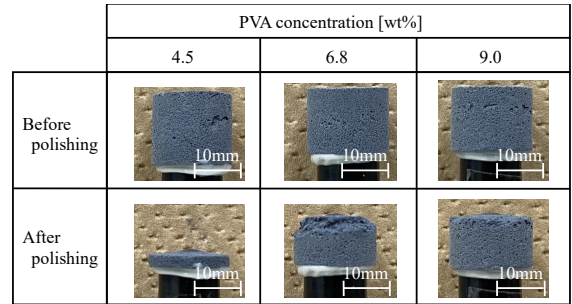 PVA concentration [wt%]
4.5 6.8 9.0
Before
polishing
10mm 10mm 10mm
After
polishing
10mm 10mm 10mm